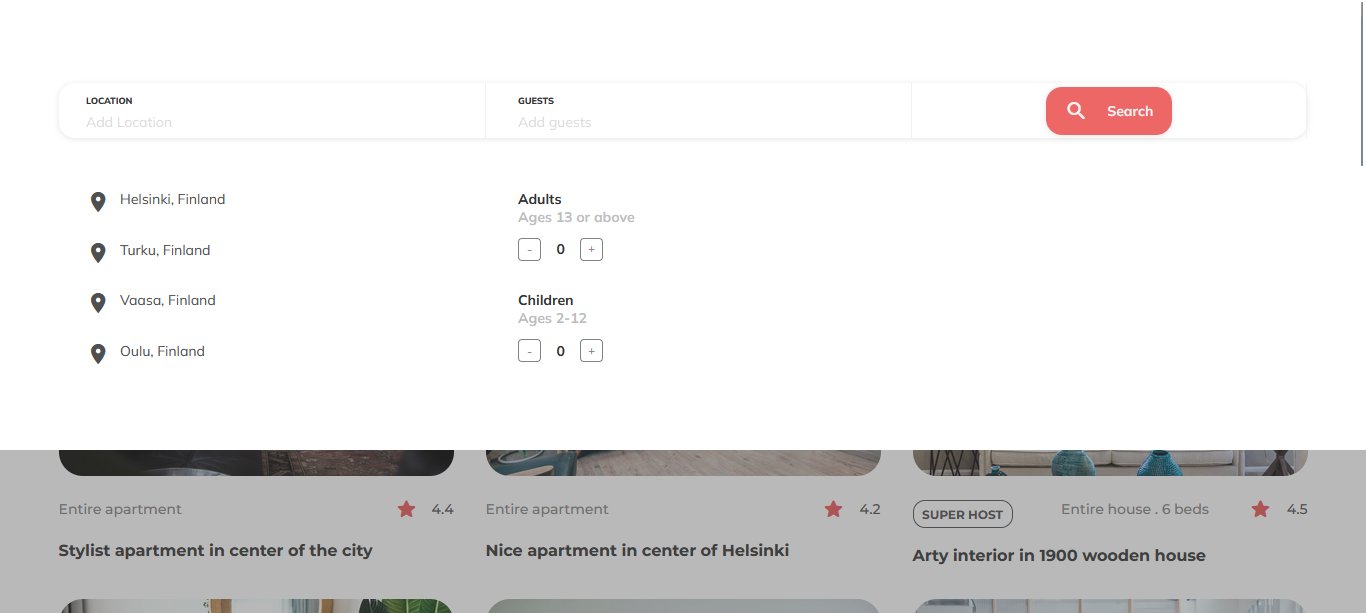 LOCATION
Add Location
GUESTS
Add guests
Search
Helsinki, Finland
Turku, Finland
Vaasa, Finland
Oulu, Finland
Adults
Ages 13 or above
- 0 +
Children
Ages 2-12
- 0 +
Entire apartment 4.4
Stylist apartment in center of the city
Entire apartment 4.2
Nice apartment in center of Helsinki
SUPER HOST Entire house . 6 beds 4.5
Arty interior in 1900 wooden house